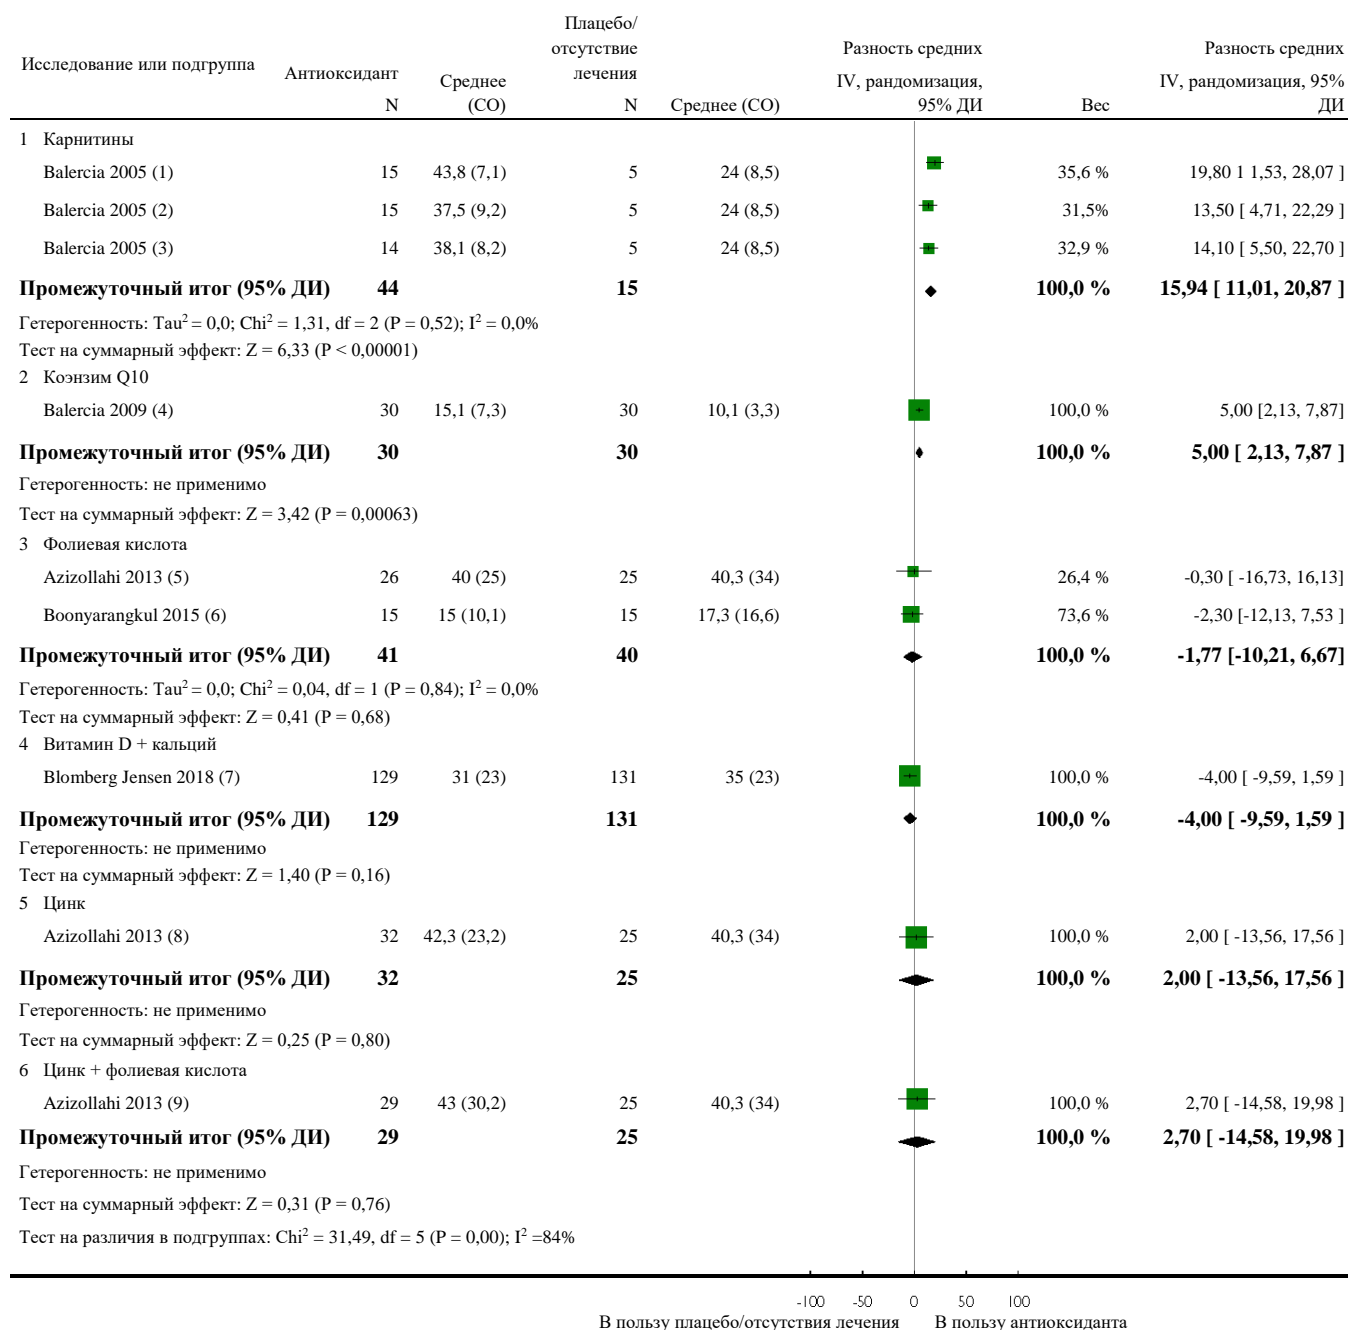 Исследование или подгруппа Антиоксидант Среднее Плацебо/ отсутствие лечения Разность средних Разность средних
N (СО) N Среднее (СО) IV, рандомизация, 95% ДИ Вес IV, рандомизация, 95% ДИ
1 Карнитины
Balercia 2005 (1) 15 43,8 (7,1) 5 24 (8,5) 35,6 % 19,80 1 1,53, 28,07 ]
Balercia 2005 (2) 15 37,5 (9,2) 5 24 (8,5) 31,5% 13,50 [ 4,71, 22,29 ]
Balercia 2005 (3) 14 38,1 (8,2) 5 24 (8,5) 32,9 % 14,10 [ 5,50, 22,70 ]
Промежуточный итог (95% ДИ) 44 15 100,0 % 15,94 [ 11,01, 20,87 ]
Гетерогенность: Tau² = 0,0; Chi² = 1,31, df = 2 (P = 0,52); I² = 0,0%
Тест на суммарный эффект: Z = 6,33 (P < 0,00001)
2 Коэнзим Q10
Balercia 2009 (4) 30 15,1 (7,3) 30 10,1 (3,3) 100,0 % 5,00 [2,13, 7,87]
Промежуточный итог (95% ДИ) 30 30 100,0 % 5,00 [ 2,13, 7,87 ]
Гетерогенность: не применимо
Тест на суммарный эффект: Z = 3,42 (P = 0,00063)
3 Фолиевая кислота
Azizollahi 2013 (5) 26 40 (25) 25 40,3 (34) 26,4 % -0,30 [ -16,73, 16,13]
Boonyarangkul 2015 (6) 15 15 (10,1) 15 17,3 (16,6) 73,6 % -2,30 [-12,13, 7,53 ]
Промежуточный итог (95% ДИ) 41 40 100,0 % -1,77 [-10,21, 6,67]
Гетерогенность: Tau² = 0,0; Chi² = 0,04, df = 1 (P = 0,84); I² = 0,0%
Тест на суммарный эффект: Z = 0,41 (P = 0,68)
4 Витамин D + кальций
Blomberg Jensen 2018 (7) 129 31 (23) 131 35 (23) 100,0 % -4,00 [ -9,59, 1,59 ]
Промежуточный итог (95% ДИ) 129 131 100,0 % -4,00 [ -9,59, 1,59 ]
Гетерогенность: не применимо
Тест на суммарный эффект: Z = 1,40 (P = 0,16)
5 Цинк
Azizollahi 2013 (8) 32 42,3 (23,2) 25 40,3 (34) 100,0 % 2,00 [ -13,56, 17,56 ]
Промежуточный итог (95% ДИ) 32 25 100,0 % 2,00 [ -13,56, 17,56 ]
Гетерогенность: не применимо
Тест на суммарный эффект: Z = 0,25 (P = 0,80)
6 Цинк + фолиевая кислота
Azizollahi 2013 (9) 29 43 (30,2) 25 40,3 (34) 100,0 % 2,70 [ -14,58, 19,98 ]
Промежуточный итог (95% ДИ) 29 25 100,0 % 2,70 [ -14,58, 19,98 ]
Гетерогенность: не применимо
Тест на суммарный эффект: Z = 0,31 (P = 0,76)
Тест на различия в подгруппах: Chi² = 31,49, df = 5 (P = 0,00); I² =84%
-100 -50 0 50 100
В пользу плацебо/отсутствия лечения В пользу антиоксиданта